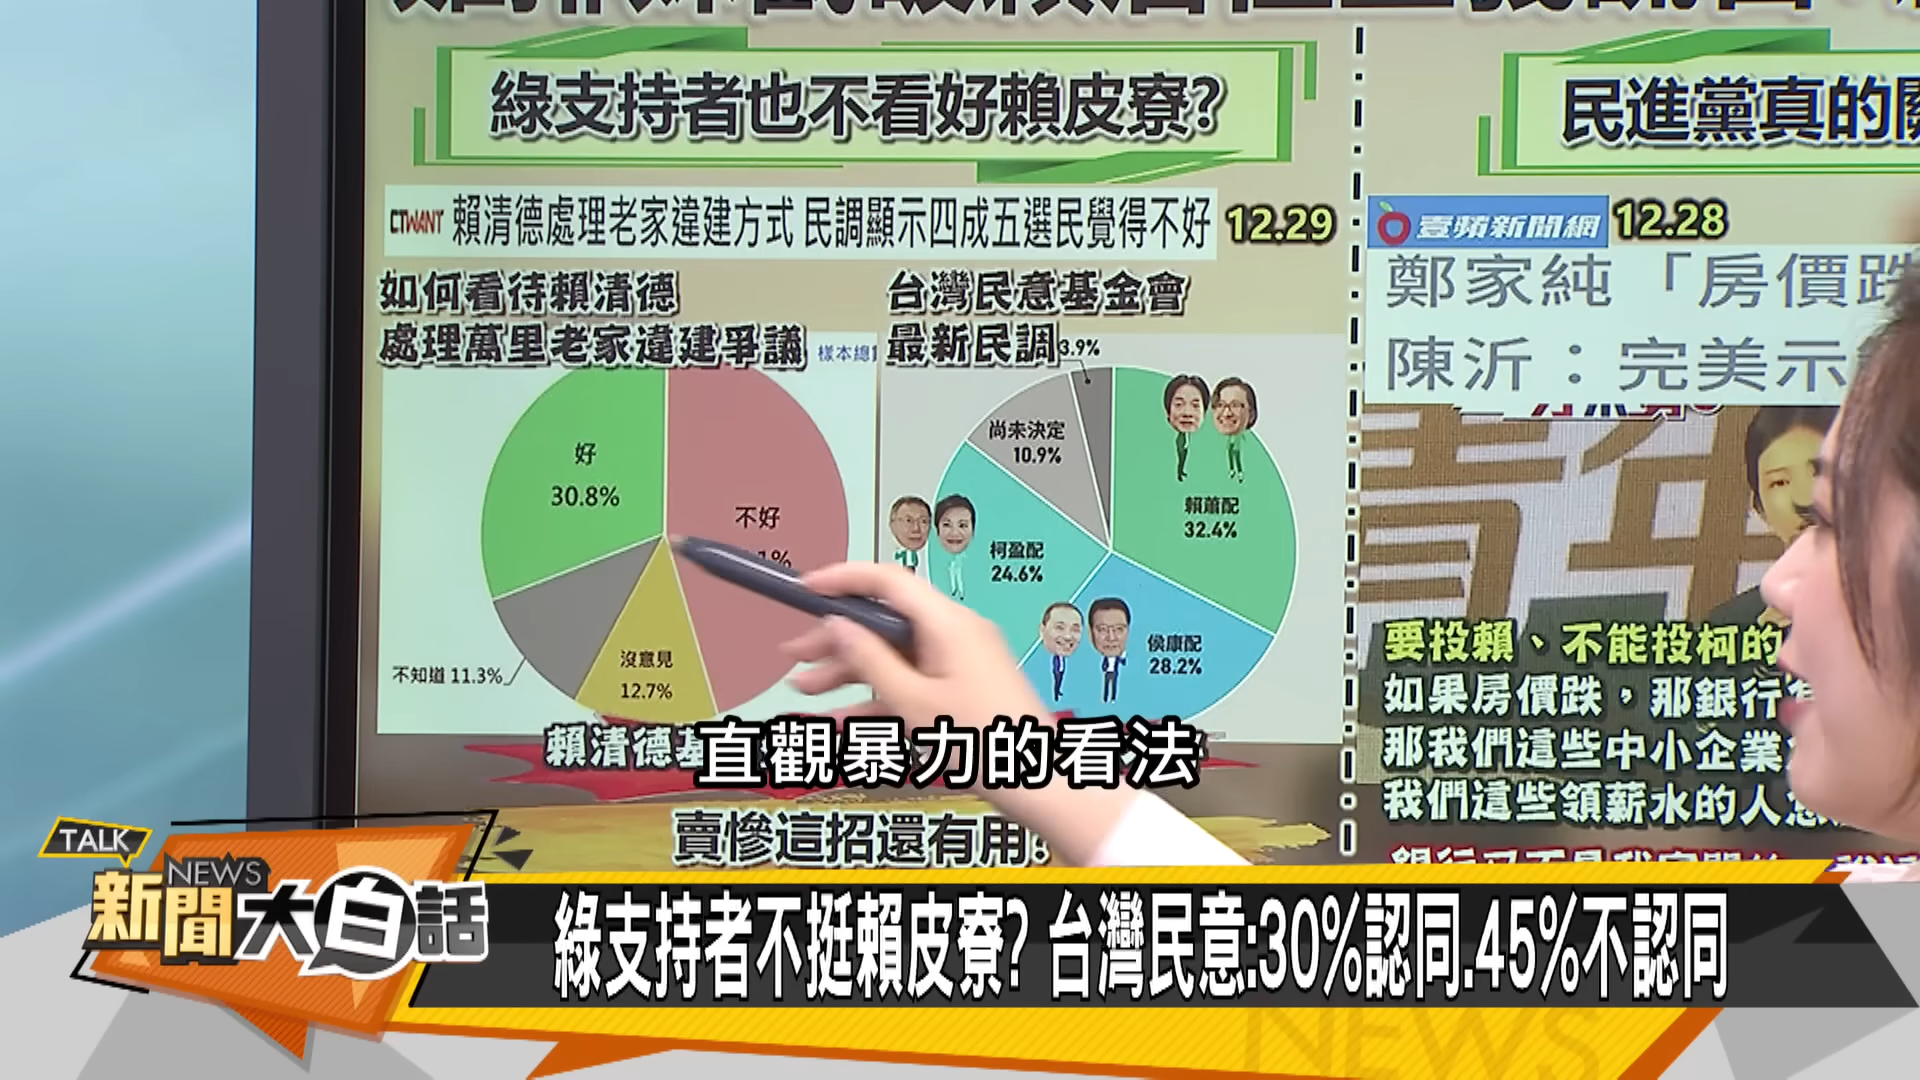 綠支持者也不看好賴皮寮?
民進黨真的
CTWANT 賴清德處理老家違建方式 民調顯示四成五選民覺得不好 12.29
壹蘋新聞網 12.28
鄭家純「房價跌
陳沂：完美示
如何看待賴清德
處理萬里老家違建爭議
樣本總
台灣民意基金會
最新民調
3.9%
好
30.8%
不好
1%
不知道 11.3%
沒意見
12.7%
尚未決定
10.9%
賴蕭配
32.4%
柯盈配
24.6%
侯康配
28.2%
青年
要投賴、不能投柯的
如果房價跌，那銀行
那我們這些中小企業
我們這些領薪水的人怎
賴清德基
直觀暴力的看法
賣慘這招還有用?
TALK
NEWS
新聞大白話
綠支持者不挺賴皮寮? 台灣民意:30%認同.45%不認同
NEWS